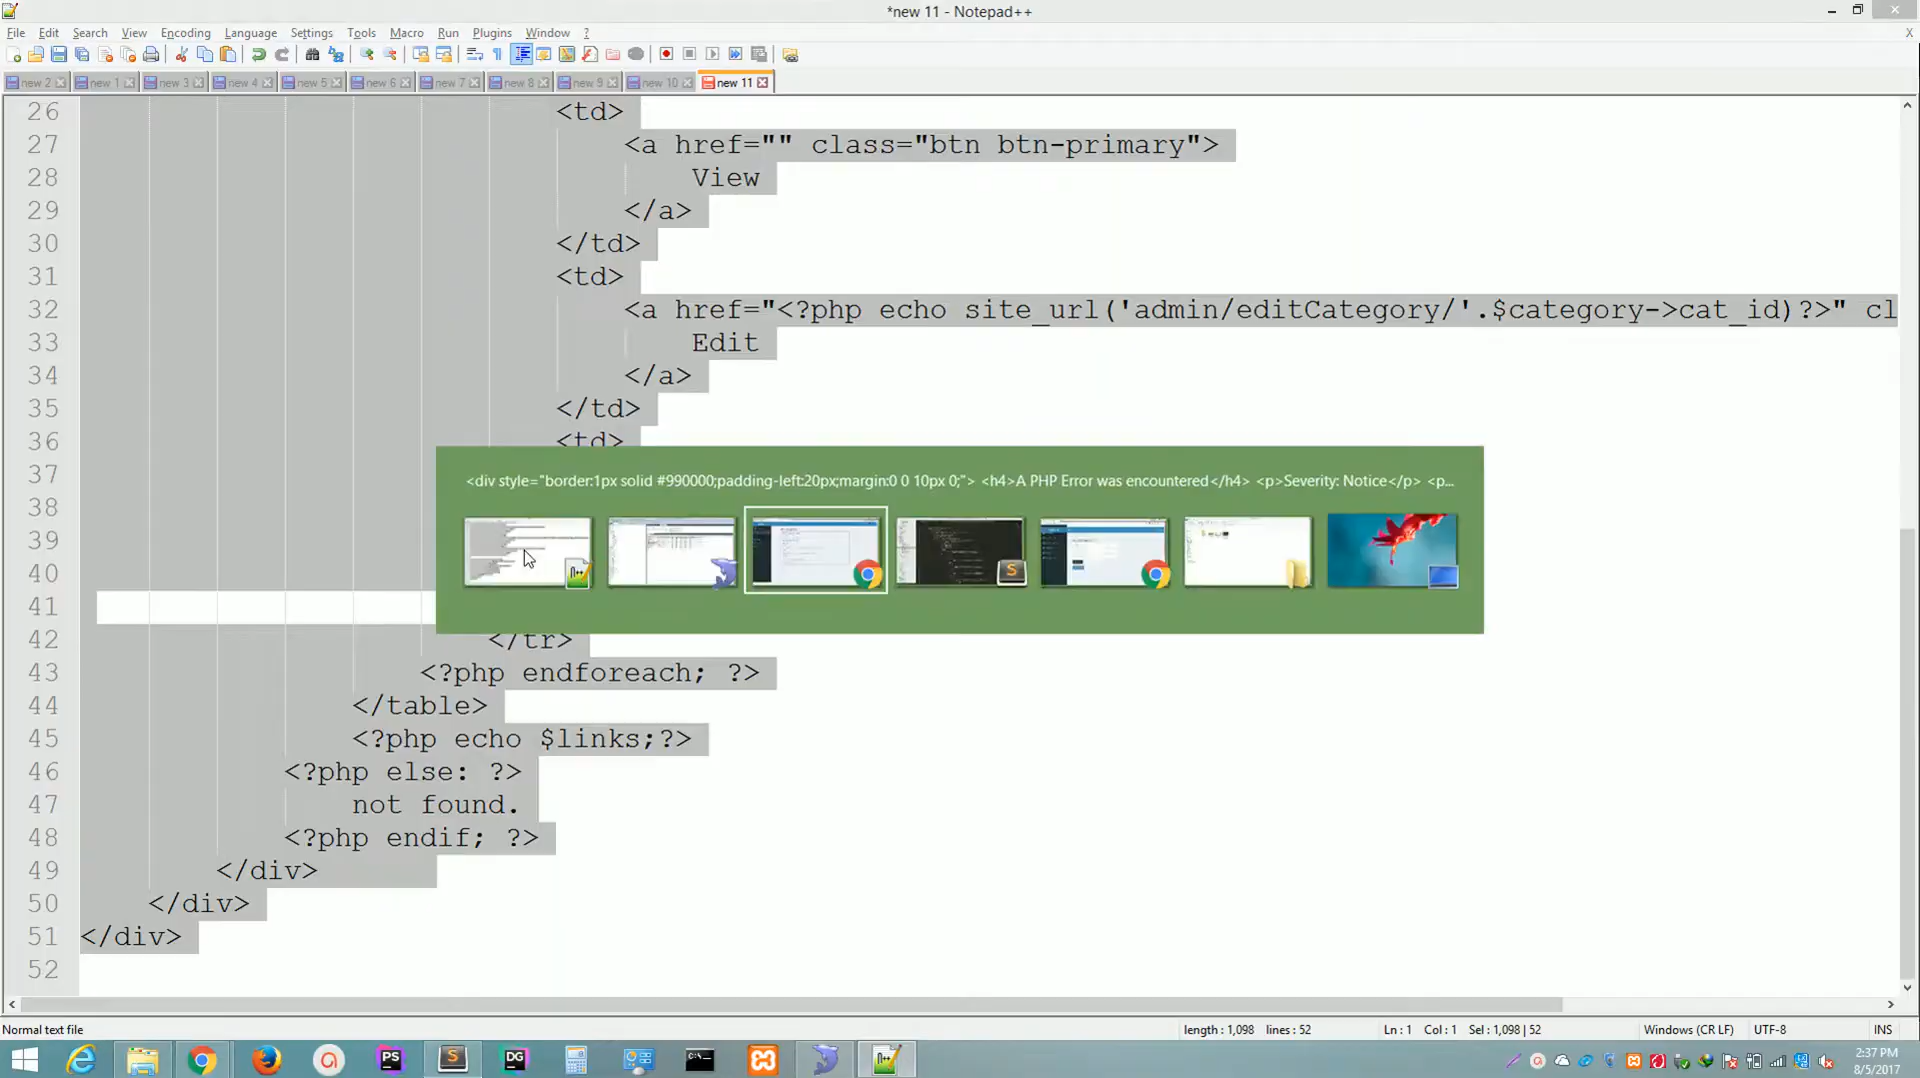 *new 11 - Notepad++
File Edit Search View Encoding Language Settings Tools Macro Run Plugins Window ?
X
new 2 new 1 new 3 new 4 new 5 new 6 new 7 new 8 new 9 new 10 new 11
26 <td>
27 <a href="" class="btn btn-primary">
28 View
29 </a>
30 </td>
31 <td>
32 <a href="<?php echo site_url('admin/editCategory/'.$category->cat_id)?>" cl
33 Edit
34 </a>
35 </td>
36 <td>
37
<div style="border:1px solid #990000;padding-left:20px;margin:0 0 10px 0;"> <h4>A PHP Error was encountered</h4> <p>Severity: Notice</p> <p...
38
39
40
41
42 </tr>
43 <?php endforeach; ?>
44 </table>
45 <?php echo $links;?>
46 <?php else: ?>
47 not found.
48 <?php endif; ?>
49 </div>
50 </div>
51 </div>
52
Normal text file length : 1,098 lines : 52 Ln : 1 Col : 1 Sel : 1,098 | 52 Windows (CR LF) UTF-8 INS
PS S DG
2:37 PM
8/5/2017